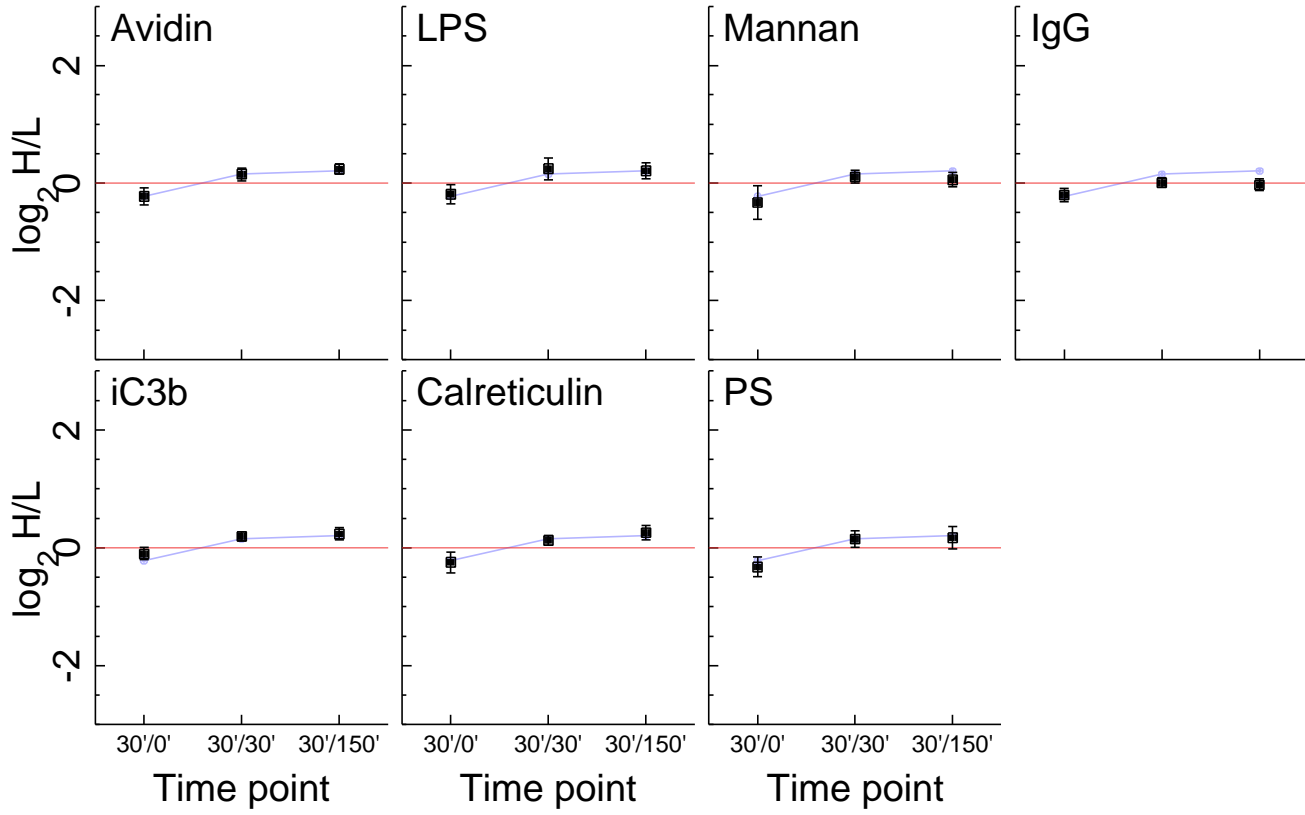 Avidin LPS Mannan IgG
2
0
-2
log2 H/L
iC3b Calreticulin PS
2
0
-2
log2 H/L
30'/0' 30'/30' 30'/150' 30'/0' 30'/30' 30'/150' 30'/0' 30'/30' 30'/150'
Time point Time point Time point